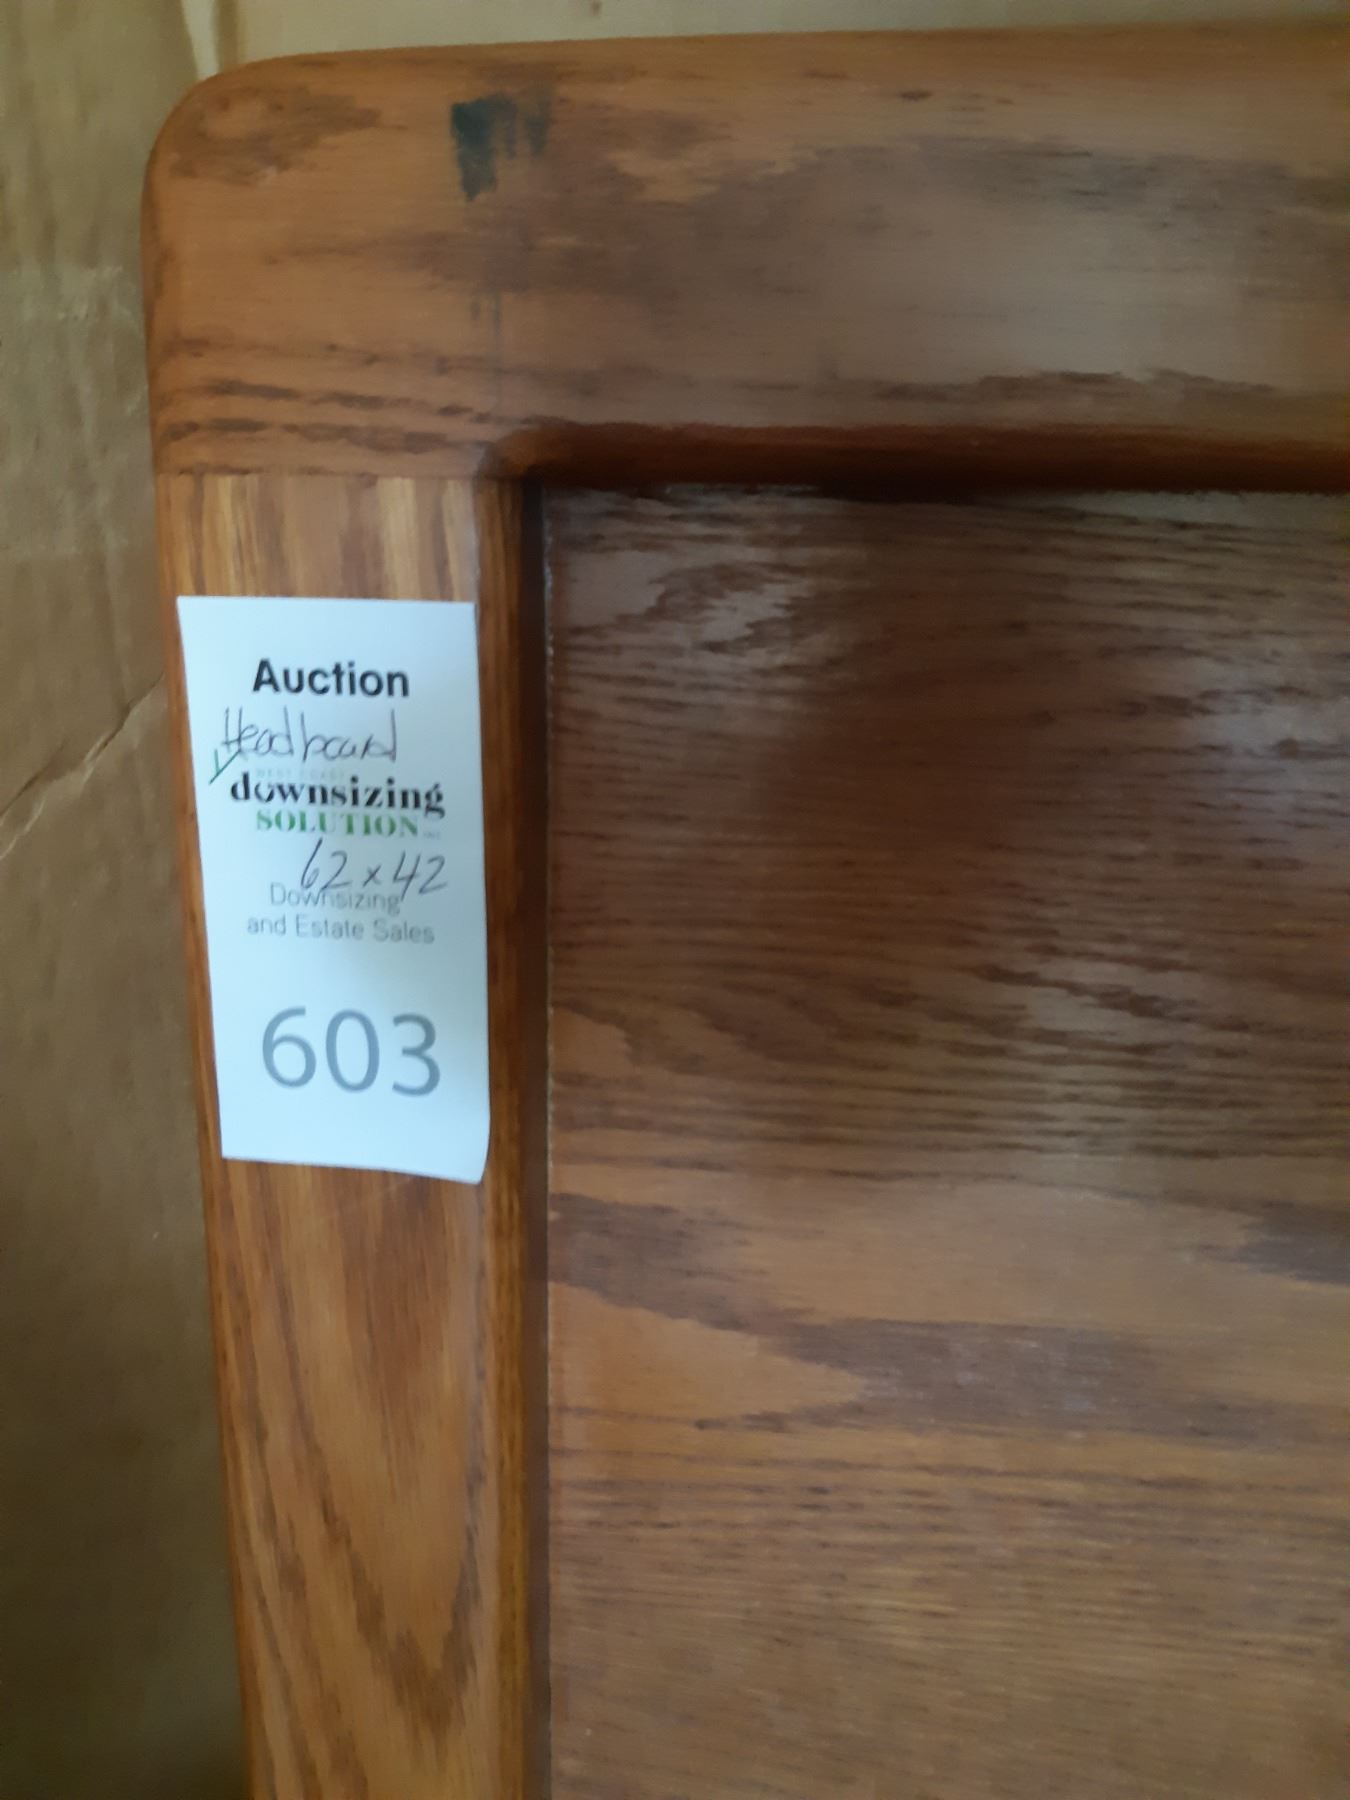 Auction
Headboard
WEST COAST
downsizing
SOLUTION INC.
62 x 42
Downsizing
and Estate Sales
603